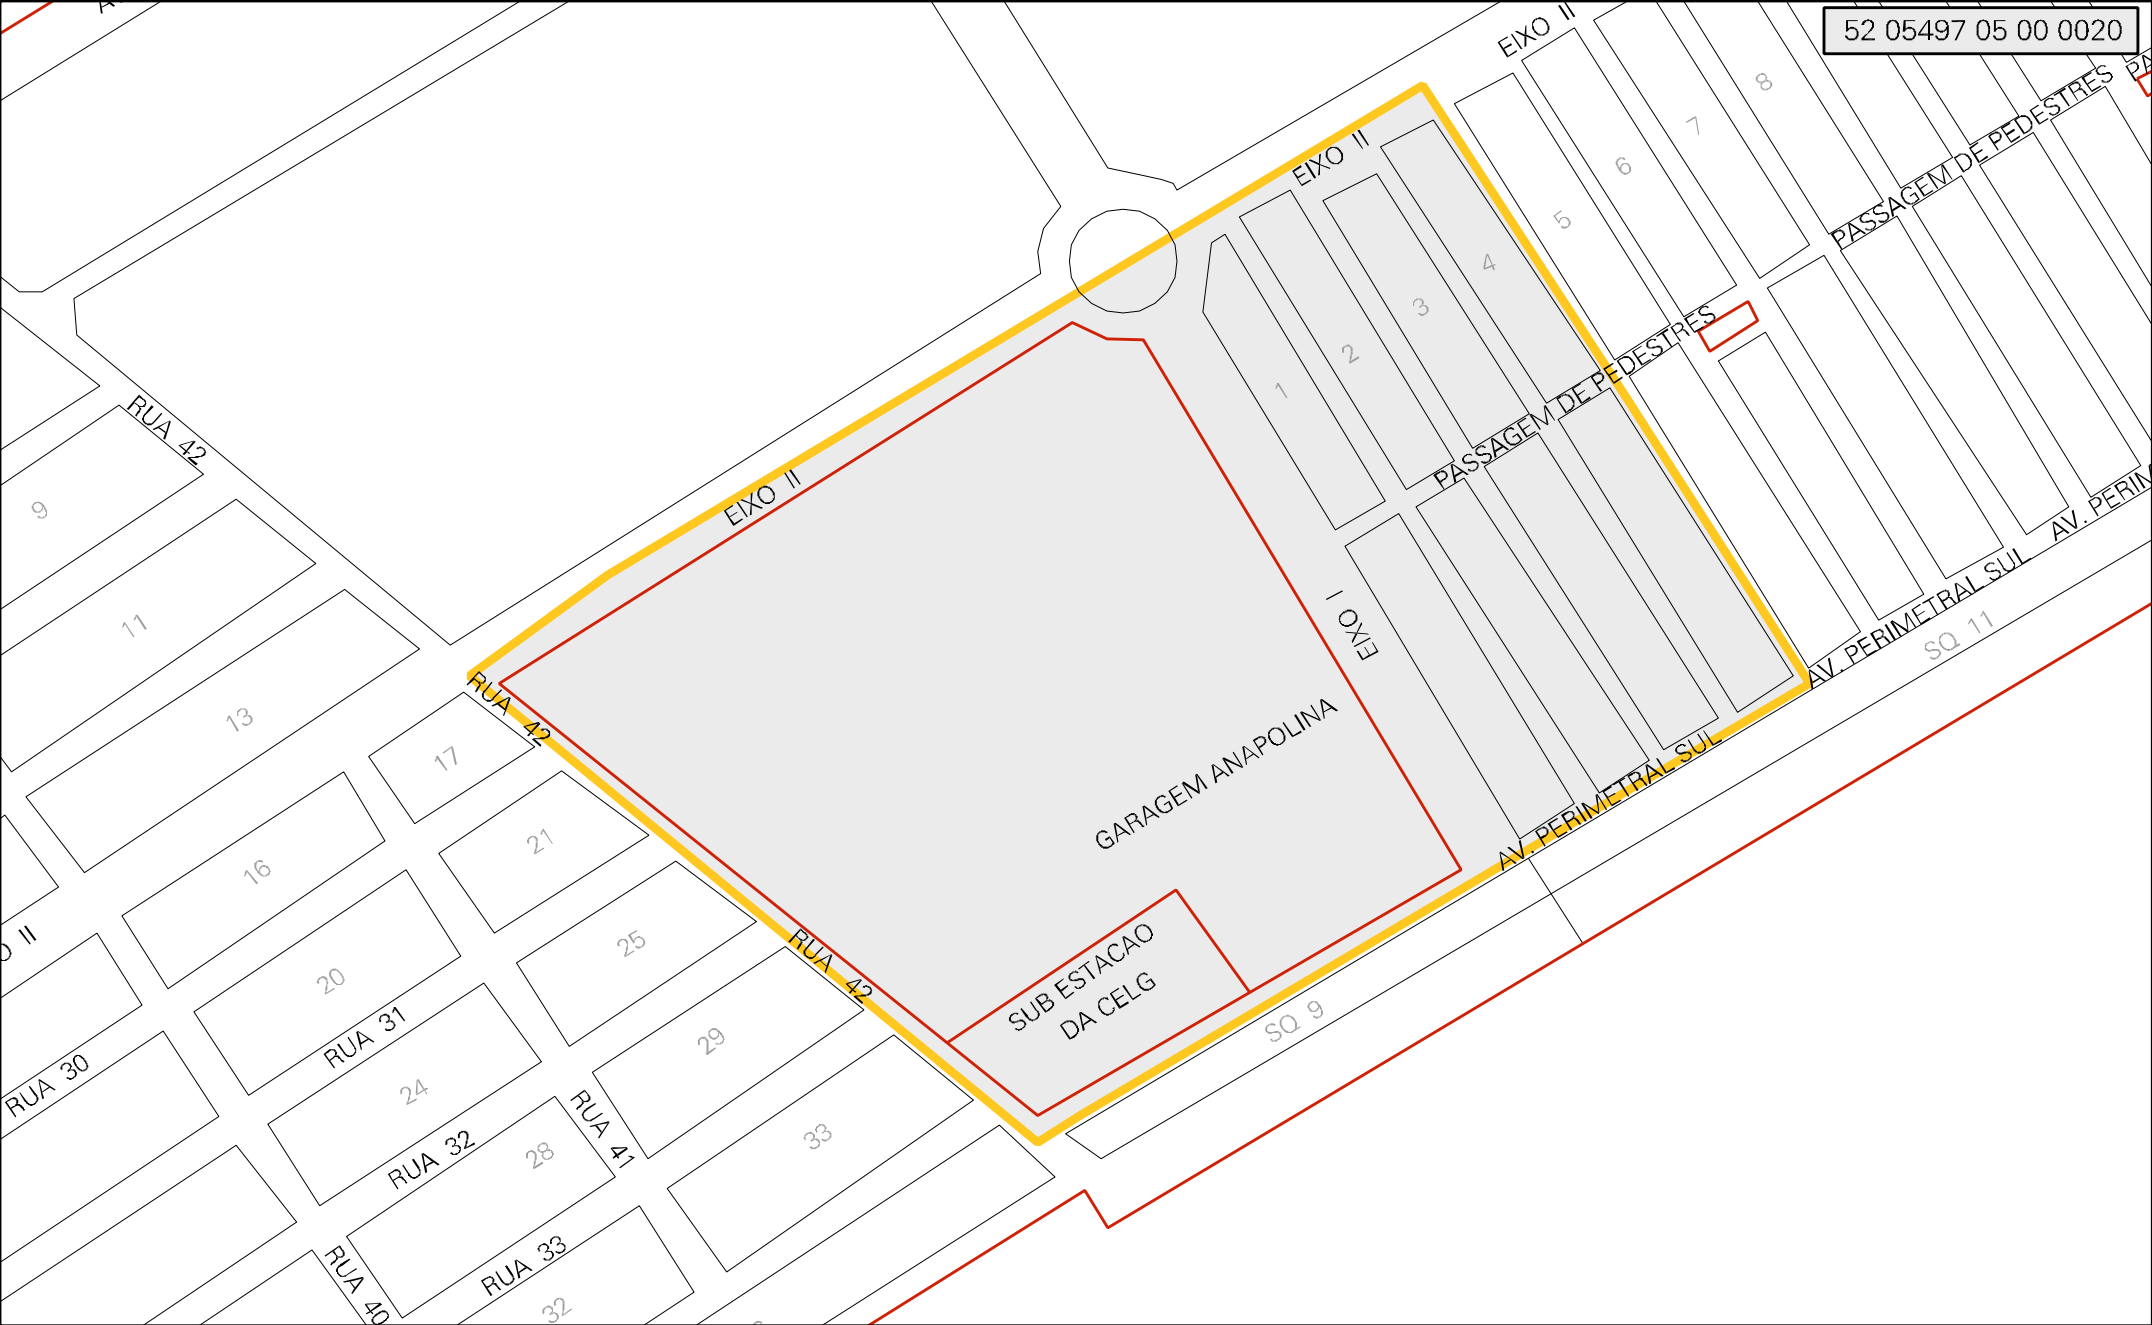 52 05497 05 00 0020
EIXO II
8
7
6
5
PASSAGEM DE PEDESTRES
EIXO II
4
3
2
1
PASSAGEM DE PEDESTRES
RUA 42
9
11
13
EIXO II
EIXO I
AV. PERIMETRAL SUL
SQ 11
RUA 42
17
GARAGEM ANAPOLINA
AV. PERIMETRAL SUL
16
21
25
RUA 42
SUB ESTACAO
DA CELG
SQ 9
20
RUA 31
29
RUA 30
24
RUA 32
RUA 41
28
33
RUA 33
RUA 40
32